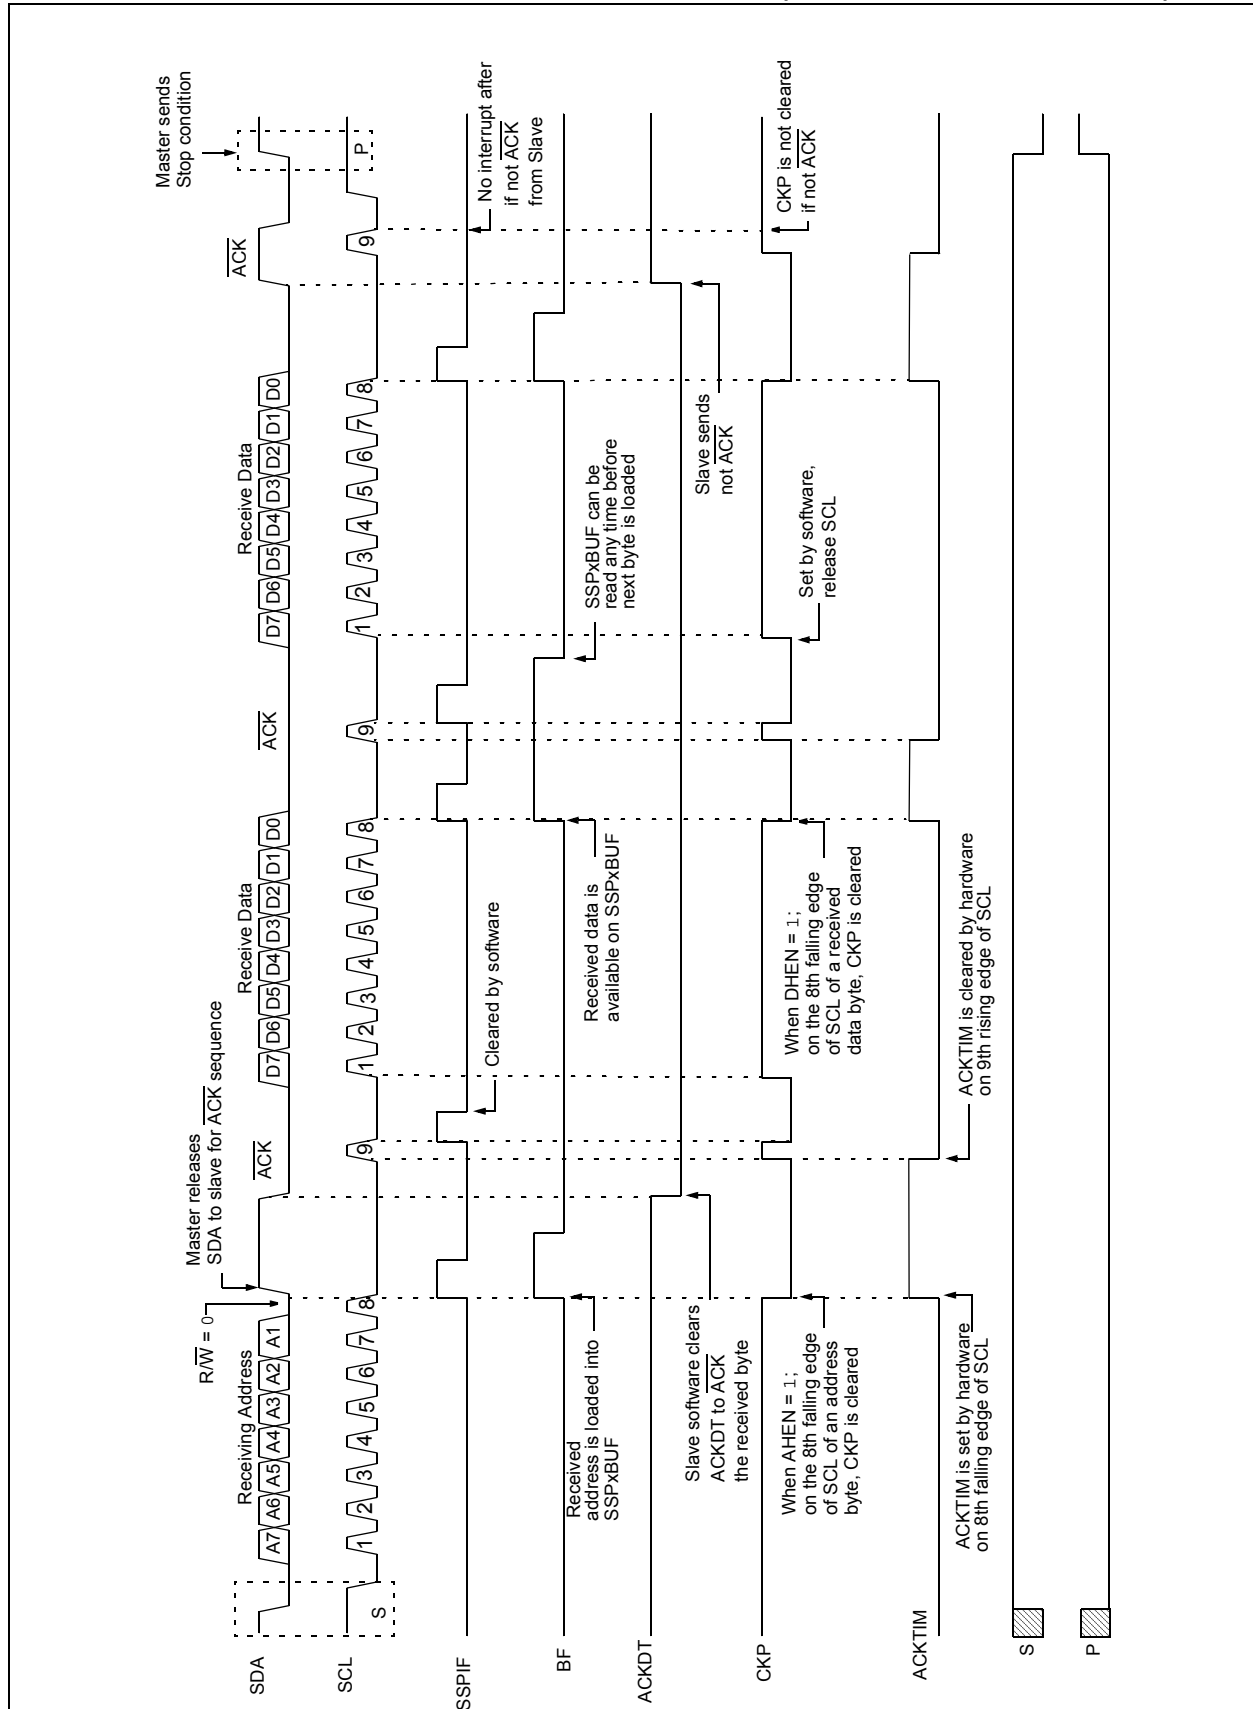 Master releases
SDA to slave for ACK sequence
Master sends
Stop condition
R/W = 0
Receiving Address
ACK
Receive Data
ACK
Receive Data
ACK
SDA
A7 A6 A5 A4 A3 A2 A1
D7 D6 D5 D4 D3 D2 D1 D0
D7 D6 D5 D4 D3 D2 D1 D0
SCL
S
1 2 3 4 5 6 7 8 9
1 2 3 4 5 6 7 8 9
1 2 3 4 5 6 7 8 9
P
SSPIF
Cleared by software
No interrupt after
if not ACK
from Slave
BF
Received
address is loaded into
SSPxBUF
Received data is
available on SSPxBUF
SSPxBUF can be
read any time before
next byte is loaded
ACKDT
Slave software clears
ACKDT to ACK
the received byte
Slave sends
not ACK
CKP
When AHEN = 1;
on the 8th falling edge
of SCL of an address
byte, CKP is cleared
When DHEN = 1;
on the 8th falling edge
of SCL of a received
data byte, CKP is cleared
Set by software,
release SCL
CKP is not cleared
if not ACK
ACKTIM
ACKTIM is set by hardware
on 8th falling edge of SCL
ACKTIM is cleared by hardware
on 9th rising edge of SCL
S
P